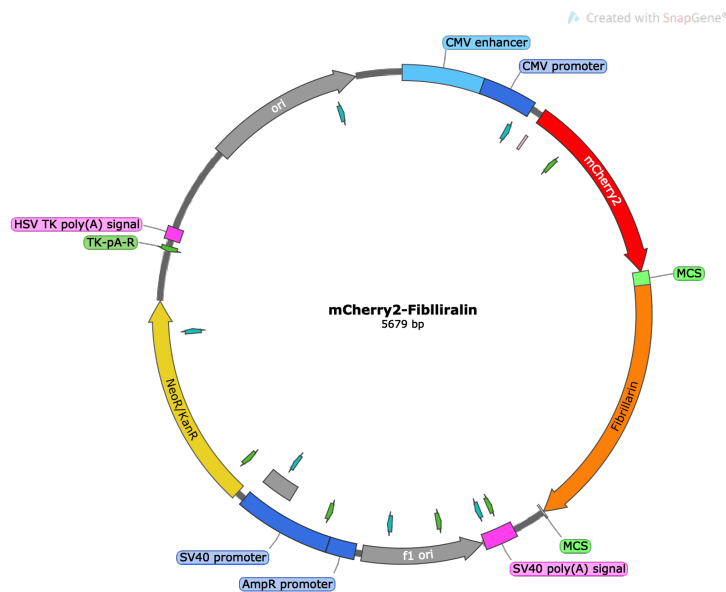 Created with SnapGene®
CMV enhancer
CMV promoter
ori
mCherry2
HSV TK poly(A) signal
TK-pA-R
MCS
mCherry2-Fiblliralin
5679 bp
Fibrillarin
NeoR/KanR
MCS
SV40 promoter
f1 ori
SV40 poly(A) signal
AmpR promoter